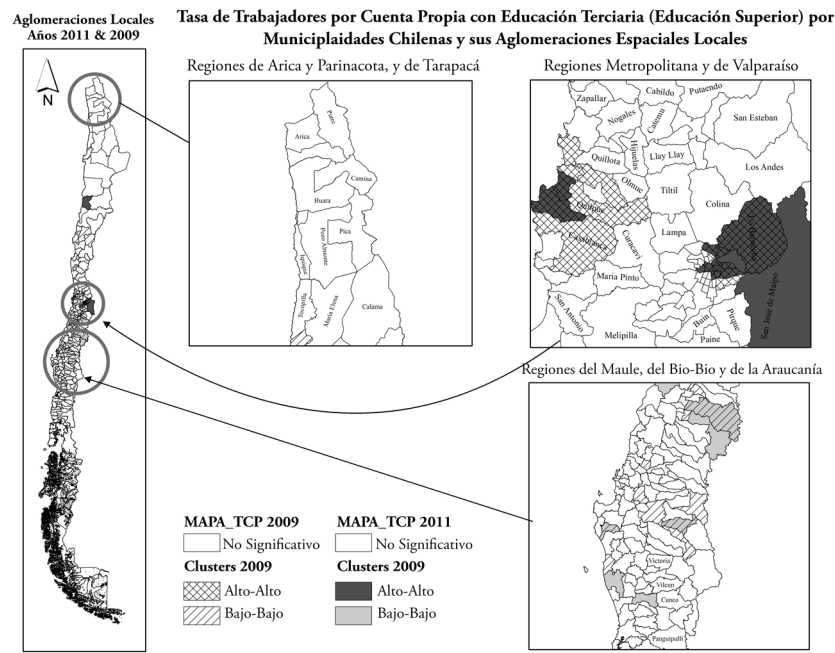 Aglomeraciones Locales
Años 2011 & 2009
Tasa de Trabajadores por Cuenta Propia con Educación Terciaria (Educación Superior) por
Municiplaidades Chilenas y sus Aglomeraciones Espaciales Locales
Regiones de Arica y Parinacota, y de Tarapacá
Regiones Metropolitana y de Valparaíso
N
Putre
Arica
Camina
Huara
Pica
Pozo Almonte
Iquique
Tocopilla
Maria Elena
Calama
Zapallar
Cabildo
Putaendo
Nogales
Catemu
San Esteban
Quillota
Hijuelas
Llay Llay
Los Andes
Olmue
Tiltil
Colina
Quilpue
Lampa
Casablanca
Curacavi
Maria Pinto
San Jose de Maipo
San Antonio
Buin
Pirque
Melipilla
Paine
Regiones del Maule, del Bio-Bio y de la Araucanía
Victoria
Vilcun
Cunco
Panguipulli
MAPA_TCP 2009
No Significativo
Clusters 2009
Alto-Alto
Bajo-Bajo
MAPA_TCP 2011
No Significativo
Clusters 2009
Alto-Alto
Bajo-Bajo